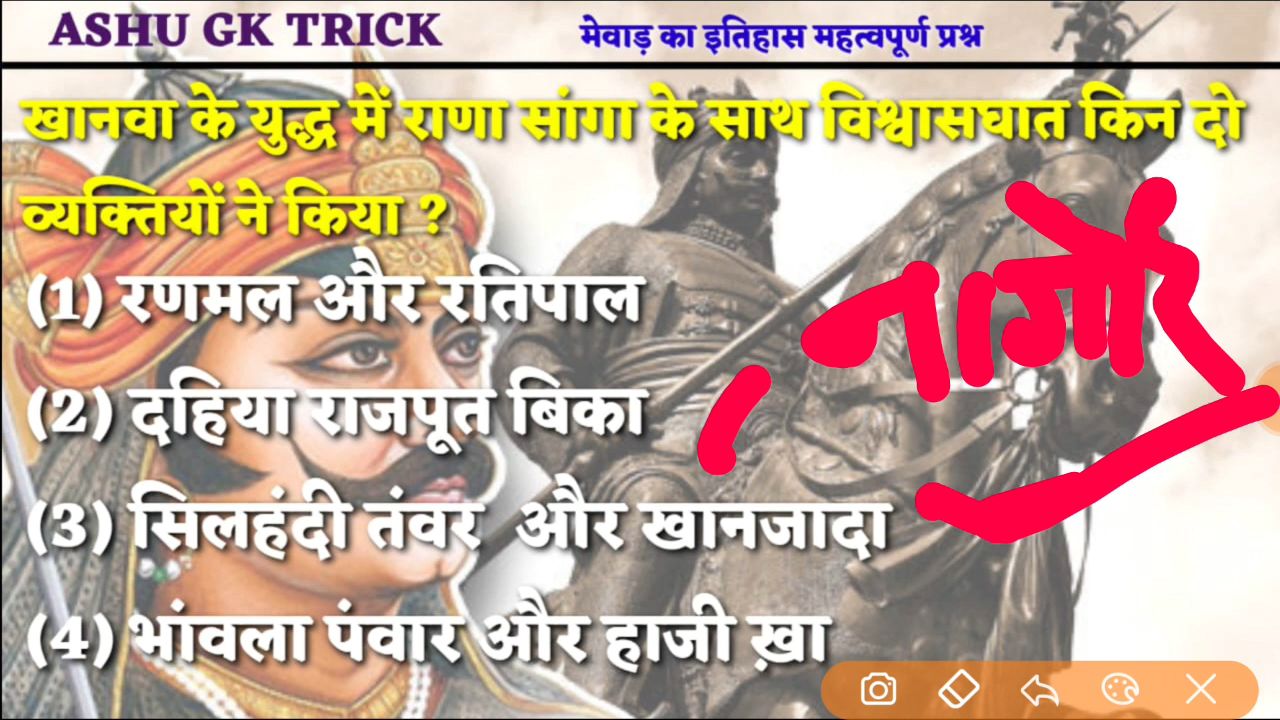 ASHU GK TRICK
मेवाड़ का इतिहास महत्वपूर्ण प्रश्न
खानवा के युद्ध में राणा सांगा के साथ विश्वासघात किन दो
व्यक्तियों ने किया ?
(1) रणमल और रतिपाल
(2) दहिया राजपूत बिका
(3) सिलहंदी तंवर और खानजादा
(4) भांवला पंवार और हाजी ख़ा
नागौर